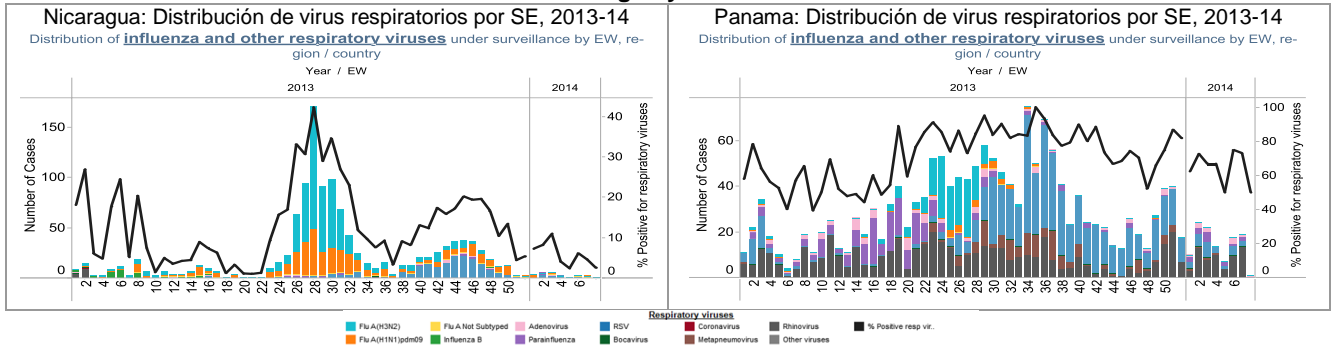 Nicaragua: Distribución de virus respiratorios por SE, 2013-14
Distribution of influenza and other respiratory viruses under surveillance by EW, re-
gion / country
Year / EW
2013
2014
Number of Cases
150
100
50
0
% Positive for respiratory viruses
40
30
20
10
0
2 4 6 8 10 12 14 16 18 20 22 24 26 28 30 32 34 36 38 40 42 44 46 48 50 2 4 6
Panama: Distribución de virus respiratorios por SE, 2013-14
Distribution of influenza and other respiratory viruses under surveillance by EW, re-
gion / country
Year / EW
2013
2014
Number of Cases
60
40
20
0
% Positive for respiratory viruses
100
80
60
40
20
0
2 4 6 8 10 12 14 16 18 20 22 24 26 28 30 32 34 36 38 40 42 44 46 48 50 2 4 6
Respiratory viruses
Flu A(H3N2) Flu A Not Subtyped Adenovirus RSV Coronavirus Rhinovirus % Positive resp vir..
Flu A(H1N1)pdm09 Influenza B Parainfluenza Bocavirus Metapneumovirus Other viruses